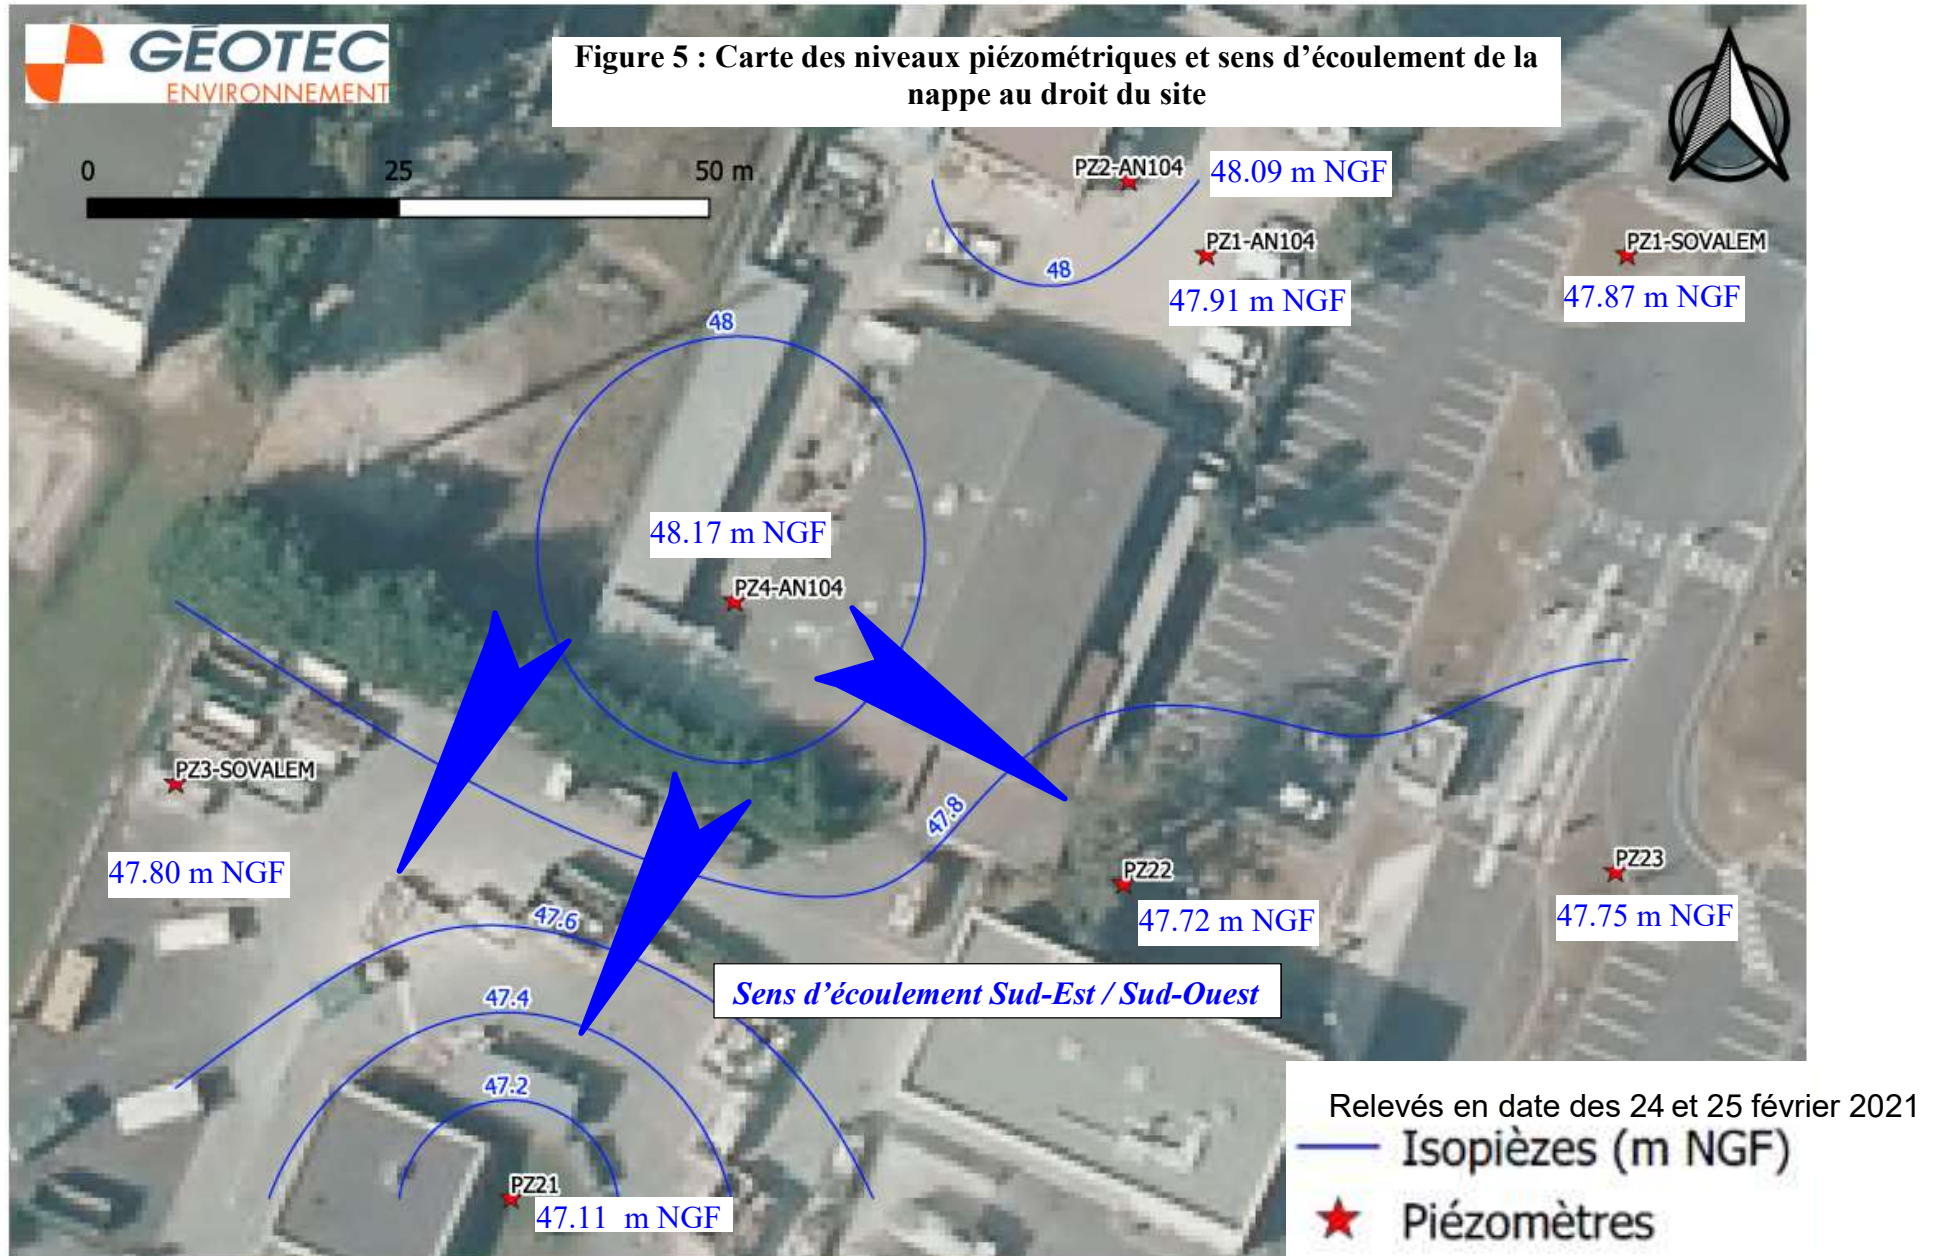 GÉOTEC
ENVIRONNEMENT
Figure 5 : Carte des niveaux piézométriques et sens d'écoulement de la
nappe au droit du site
0 25 50 m
PZ2-AN104
48.09 m NGF
PZ1-AN104
47.91 m NGF
PZ1-SOVALEM
47.87 m NGF
48
48
48.17 m NGF
PZ4-AN104
PZ3-SOVALEM
47.80 m NGF
47.8
PZ22
47.72 m NGF
PZ23
47.75 m NGF
47.6
Sens d'écoulement Sud-Est / Sud-Ouest
47.4
47.2
PZ21
47.11 m NGF
Relevés en date des 24 et 25 février 2021
Isopièzes (m NGF)
Piézomètres